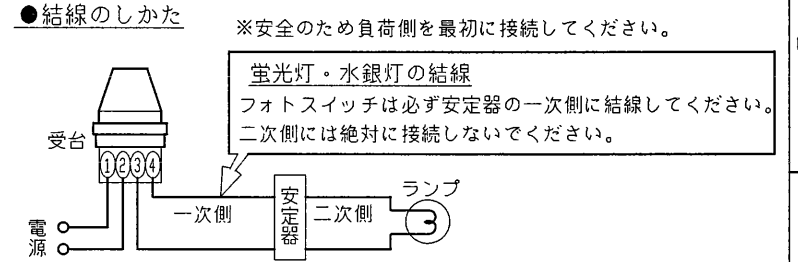 ●結線のしかた
※安全のため負荷側を最初に接続してください。
蛍光灯・水銀灯の結線
フォトスイッチは必ず安定器の一次側に結線してください。
二次側には絶対に接続しないでください。
受台
①②③④
ランプ
一次側
安定器
二次側
電源